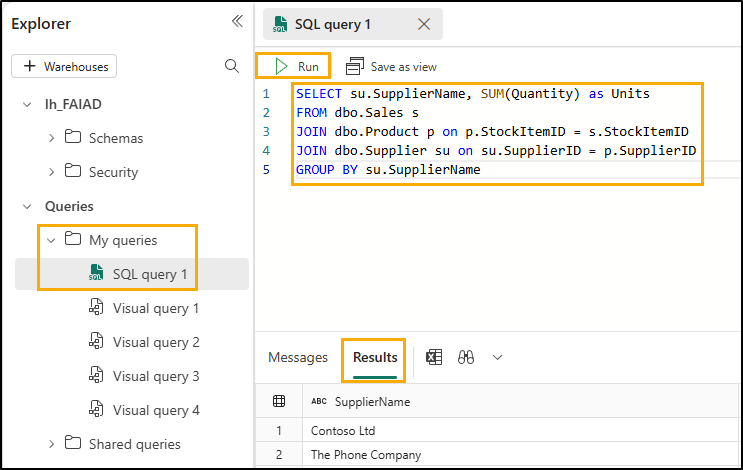 Explorer
SQL query 1
+ Warehouses
Run
Save as view
lh_FAIAD
Schemas
Security
Queries
My queries
SQL query 1
Visual query 1
Visual query 2
Visual query 3
Visual query 4
Shared queries
1 SELECT su.SupplierName, SUM(Quantity) as Units
2 FROM dbo.Sales s
3 JOIN dbo.Product p on p.StockItemID = s.StockItemID
4 JOIN dbo.Supplier su on su.SupplierID = p.SupplierID
5 GROUP BY su.SupplierName
Messages
Results
ABC SupplierName
1 Contoso Ltd
2 The Phone Company